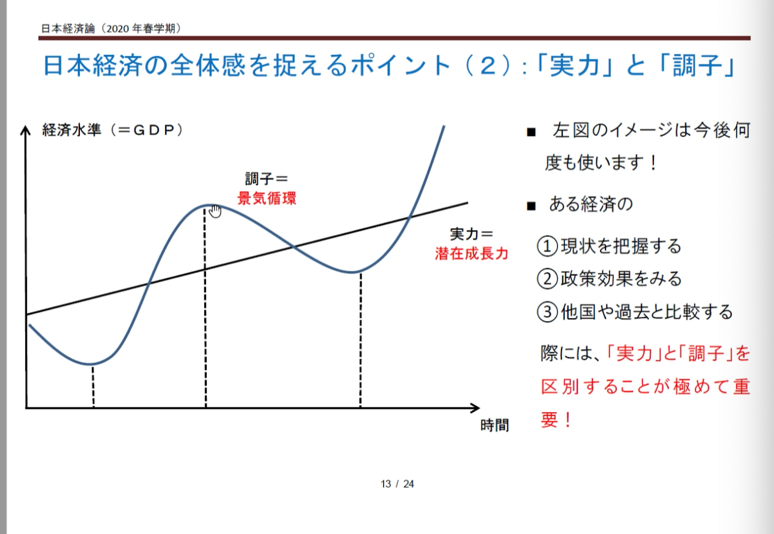 日本経済論（2020 年春学期）
日本経済の全体感を捉えるポイント（２）：「実力」と「調子」
経済水準（＝ＧＤＰ）
調子＝
景気循環
実力＝
潜在成長力
時間
■ 左図のイメージは今後何
度も使います！
■ ある経済の
①現状を把握する
②政策効果をみる
③他国や過去と比較する
際には、「実力」と「調子」を
区別することが極めて重
要！
13 / 24